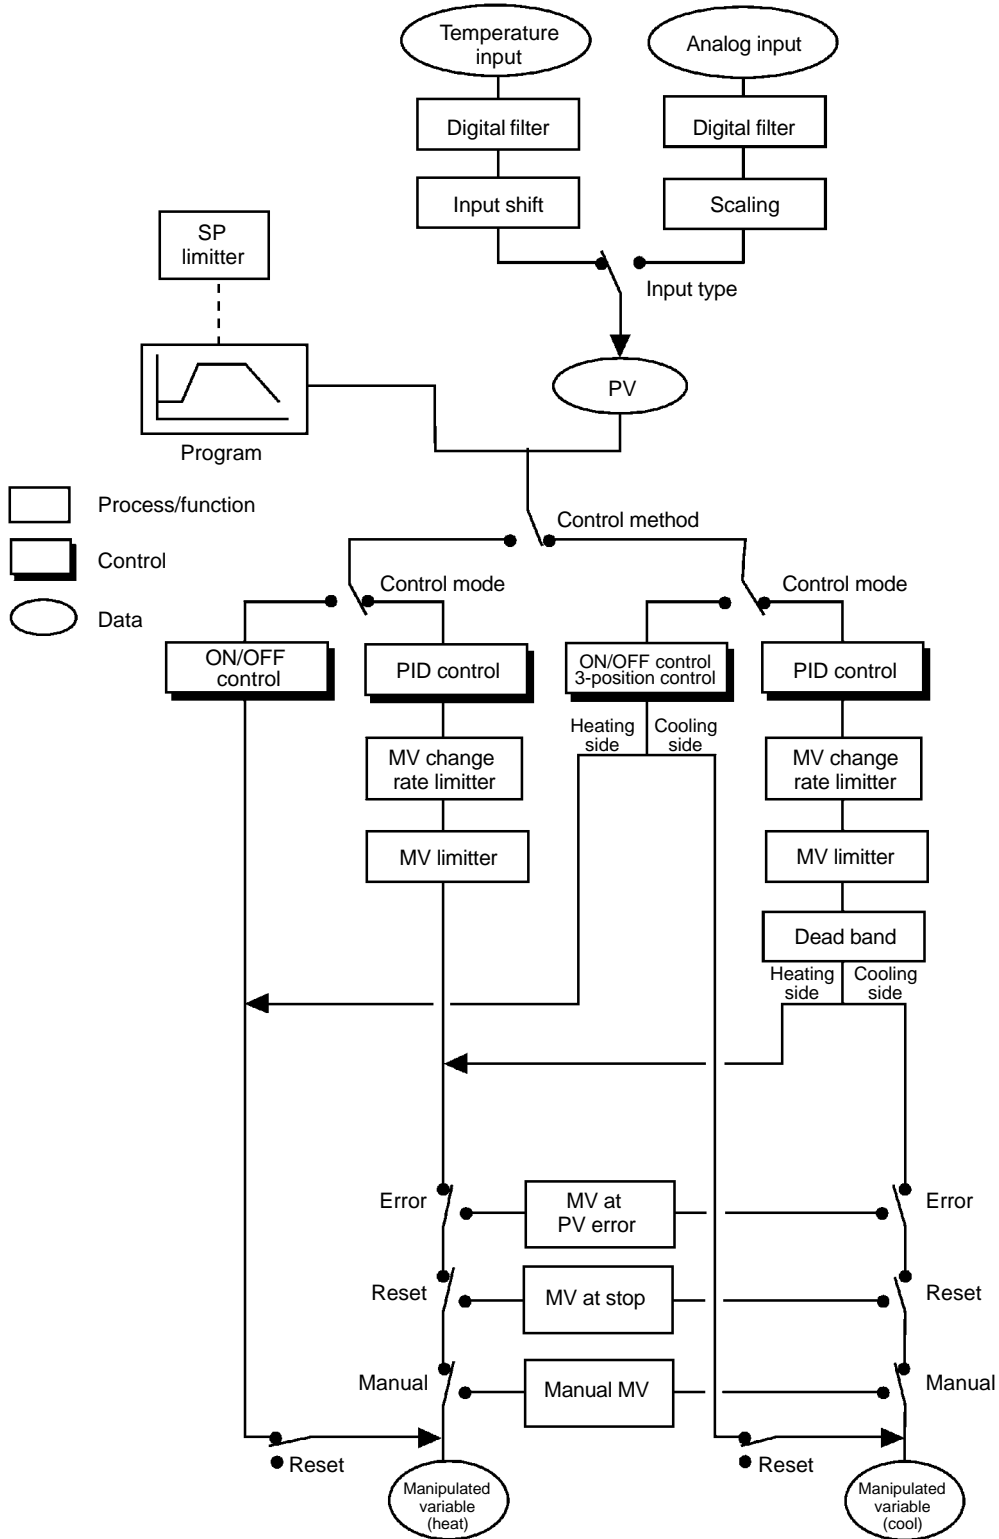 Temperature
input
Analog input
Digital filter
Digital filter
Input shift
Scaling
SP
limitter
Input type
PV
Program
Process/function
Control method
Control
Control mode
Control mode
Data
ON/OFF
control
PID control
ON/OFF control
3-position control
PID control
Heating
side
Cooling
side
MV change
rate limitter
MV change
rate limitter
MV limitter
MV limitter
Dead band
Heating
side
Cooling
side
Error
MV at
PV error
Error
Reset
MV at stop
Reset
Manual
Manual MV
Manual
Reset
Reset
Manipulated
variable
(heat)
Manipulated
variable
(cool)